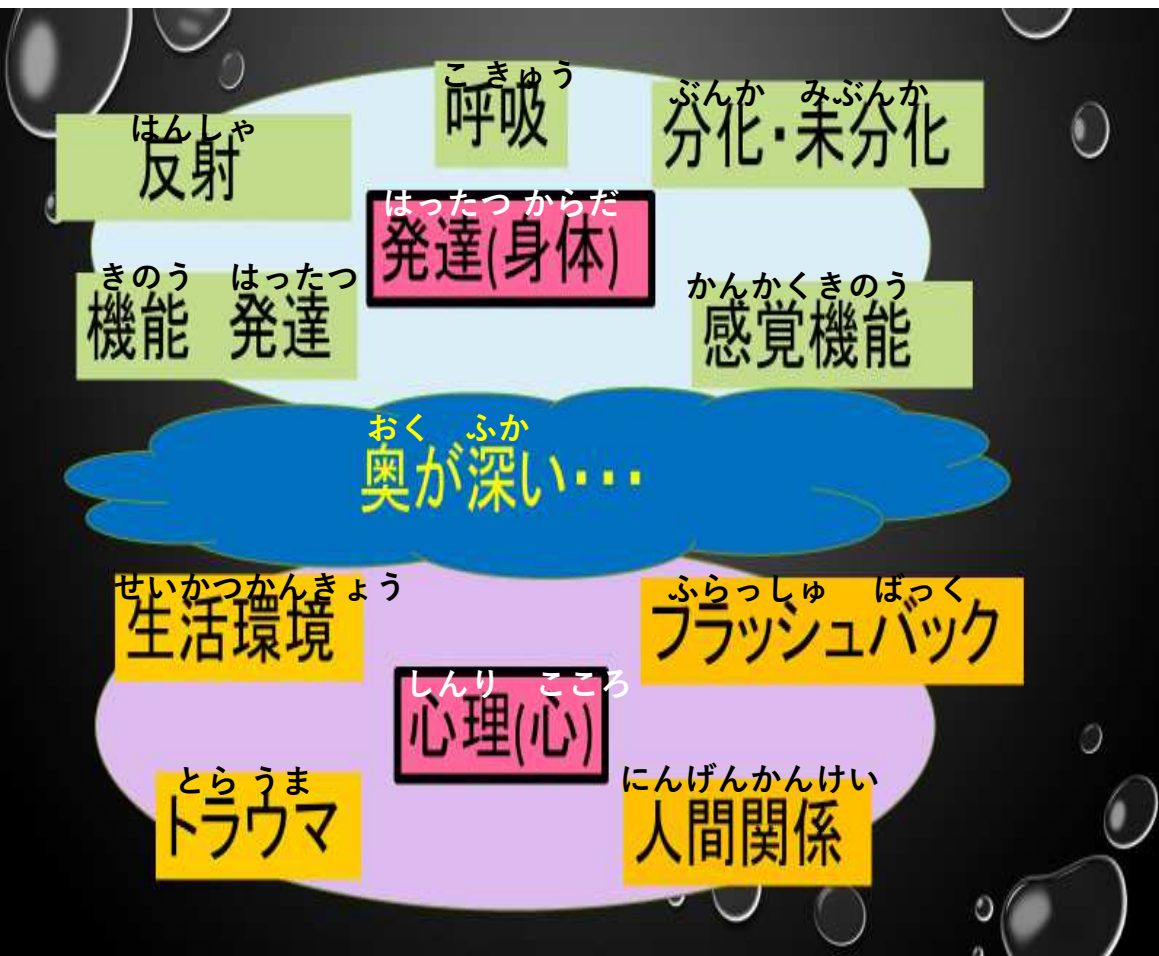 こ きゅう
呼吸
ぶんか みぶんか
分化・未分化
はんしゃ
反射
はったつ からだ
発達(身体)
きのう はったつ
機能 発達
かんかくきのう
感覚機能
おく ふか
奥が深い・・・
せいかつかんきょう
生活環境
ふらっしゅ ばっく
フラッシュバック
しんり こころ
心理(心)
とら うま
トラウマ
にんげんかんけい
人間関係